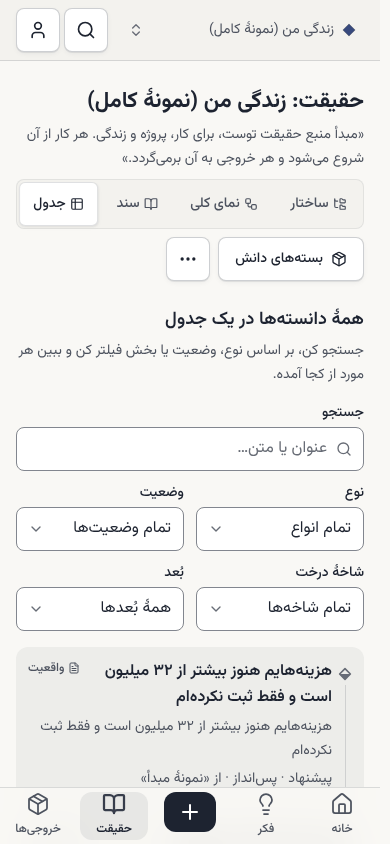 زندگی من (نمونهٔ کامل)
حقیقت: زندگی من (نمونهٔ کامل)
«مبدأ منبع حقیقت توست، برای کار، پروژه و زندگی. هر کار از آن
شروع می‌شود و هر خروجی به آن برمی‌گردد.»
ساختار
نمای کلی
سند
جدول
بسته‌های دانش
همهٔ دانسته‌ها در یک جدول
جستجو کن، بر اساس نوع، وضعیت یا بخش فیلتر کن و ببین هر
مورد از کجا آمده.
جستجو
عنوان یا متن…
نوع
وضعیت
تمام انواع
تمام وضعیت‌ها
شاخهٔ درخت
بُعد
تمام شاخه‌ها
همهٔ بُعدها
هزینه‌هایم هنوز بیشتر از ۳۲ میلیون
است و فقط ثبت نکرده‌ام
واقعیت
هزینه‌هایم هنوز بیشتر از ۳۲ میلیون است و فقط ثبت
نکرده‌ام
پیشنهاد · پس‌انداز · از «نمونهٔ مبدأ»
خانه
فکر
حقیقت
خروجی‌ها